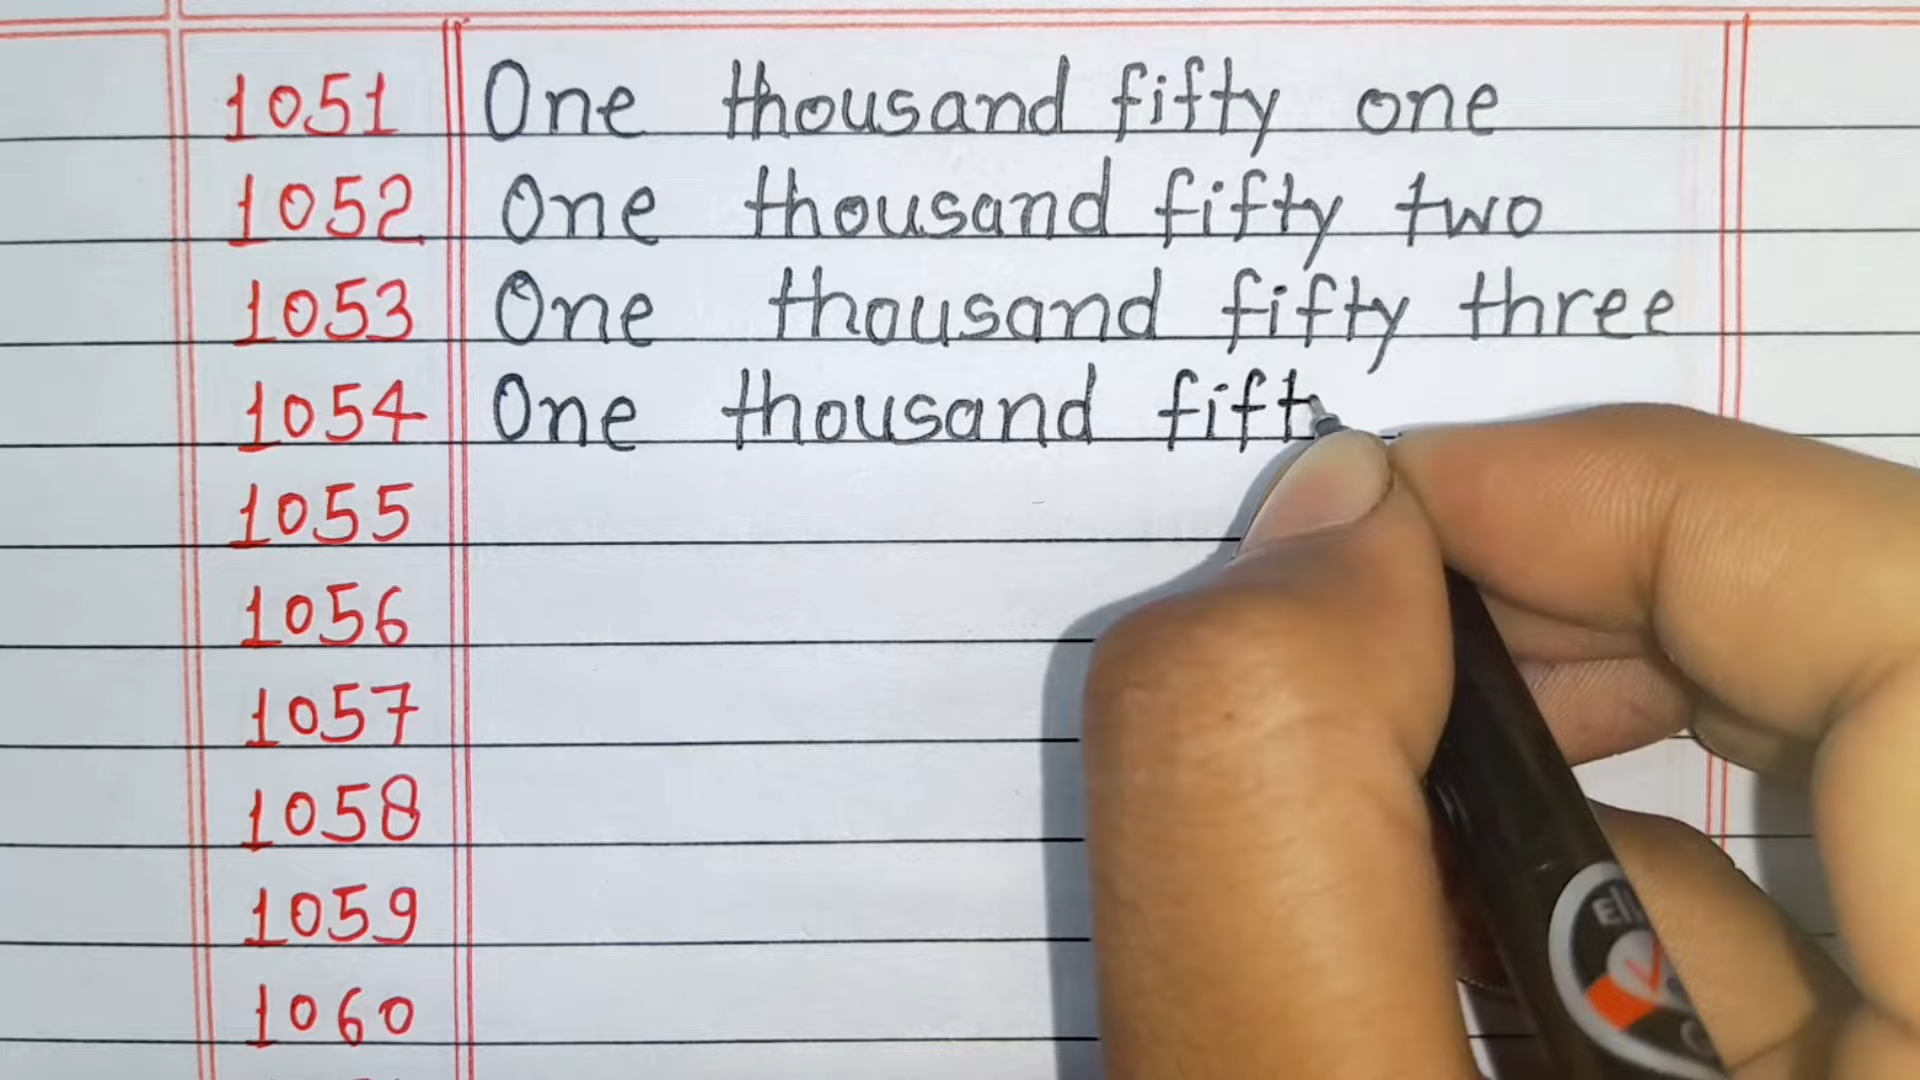 1051 One thousand fifty one
1052 One thousand fifty two
1053 One thousand fifty three
1054 One thousand fift
1055
1056
1057
1058
1059
1060